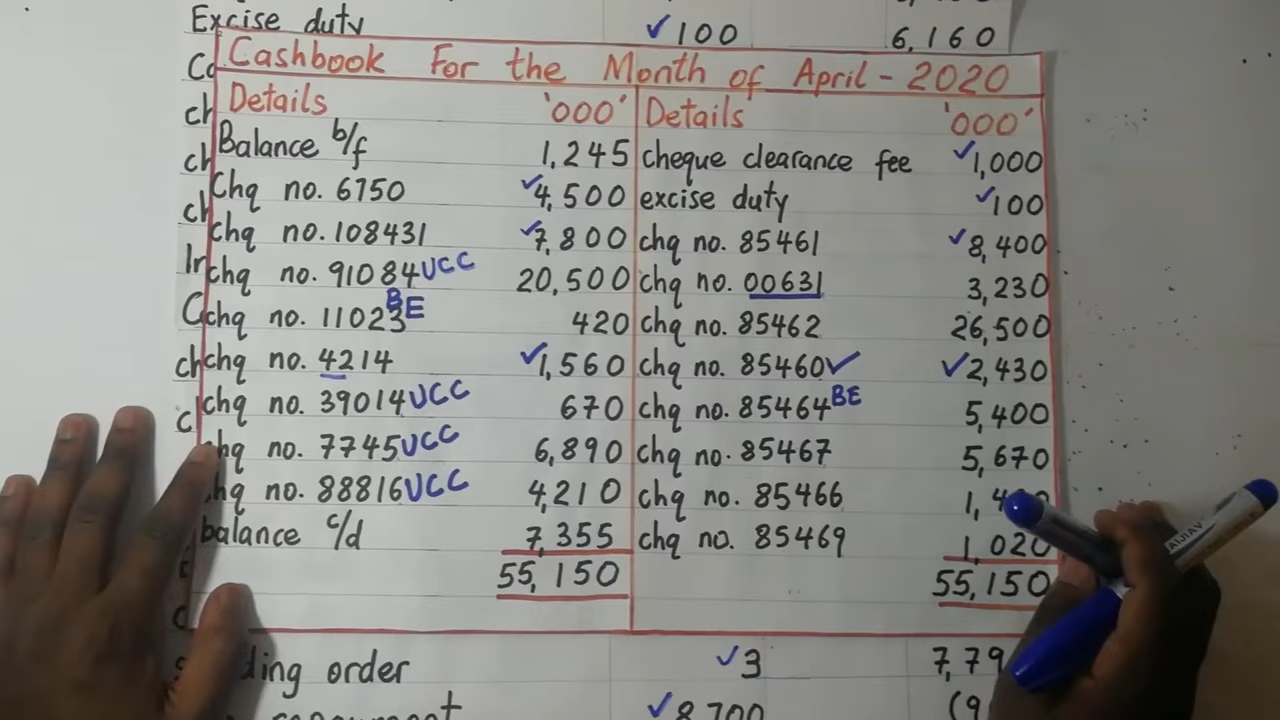 Excise duty ✓100 6,160
Cashbook For the Month of April - 2020
Details '000' Details '000'
Balance b/f 1,245 cheque clearance fee ✓1,000
Chq no. 6750 ✓4,500 excise duty ✓100
chq no. 108431 ✓7,800 chq no. 85461 ✓8,400
chq no. 91084 UCC 20,500 chq no. 00631 3,230
chq no. 11023 BE 420 chq no. 85462 26,500
chq no. 4214 ✓1,560 chq no. 85460 ✓ ✓2,430
chq no. 39014 UCC 670 chq no. 85464 BE 5,400
chq no. 7745 UCC 6,890 chq no. 85467 5,670
hq no. 88816 UCC 4,210 chq no. 85466
balance c/d 7,355 chq no. 85469 1,020
55,150 55,150
ding order ✓3 7,79
✓8,700 (9